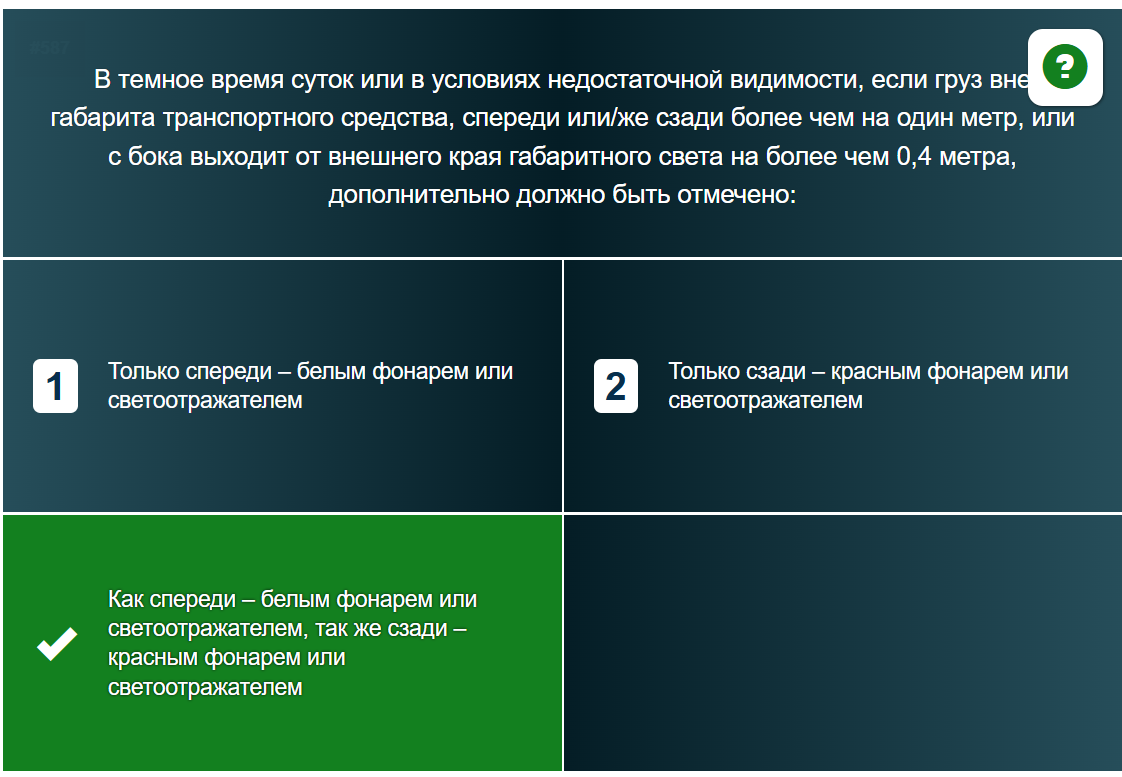 #587
В темное время суток или в условиях недостаточной видимости, если груз вне
габарита транспортного средства, спереди или/же сзади более чем на один метр, или
с бока выходит от внешнего края габаритного света на более чем 0,4 метра,
дополнительно должно быть отмечено:
?
1
Только спереди – белым фонарем или
светоотражателем
2
Только сзади – красным фонарем или
светоотражателем
Как спереди – белым фонарем или
светоотражателем, так же сзади –
красным фонарем или
светоотражателем